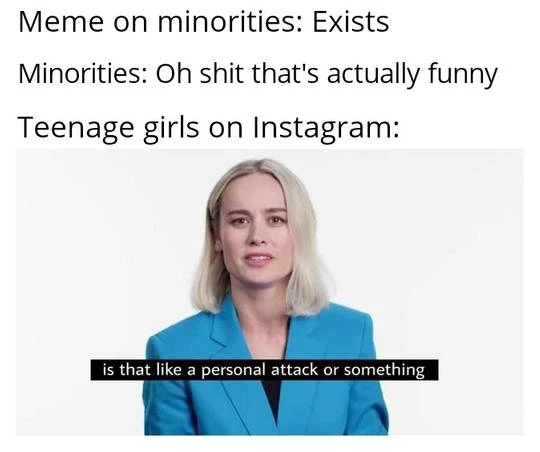 Meme on minorities: Exists
Minorities: Oh shit that's actually funny
Teenage girls on Instagram:
is that like a personal attack or something